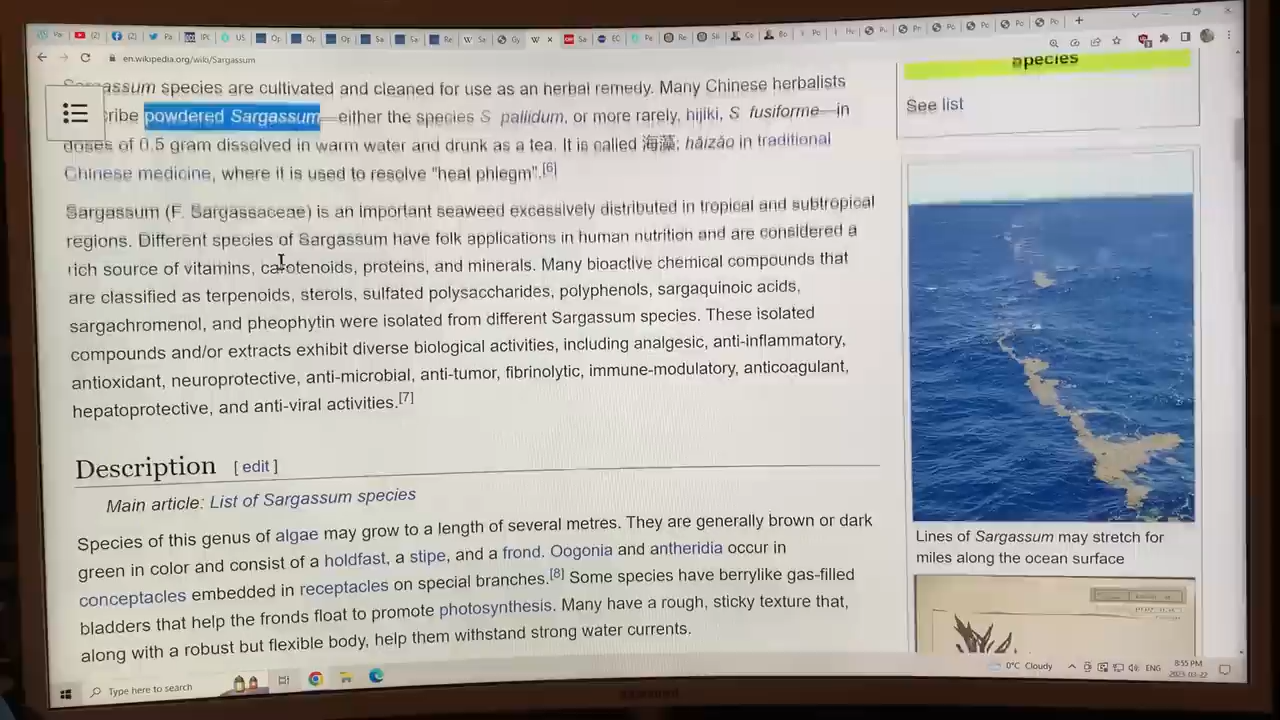 en.wikipedia.org/wiki/Sargassum
Sargassum species are cultivated and cleaned for use as an herbal remedy. Many Chinese herbalists
powdered Sargassum—either the species S pallidum, or more rarely, hijiki, S fusiforme—in
doses of 0.5 gram dissolved in warm water and drunk as a tea. It is called 海藻; hǎizǎo in traditional
Chinese medicine, where it is used to resolve "heat phlegm".[6]
Sargassum (F. Sargassaceae) is an important seaweed excessively distributed in tropical and subtropical
regions. Different species of Sargassum have folk applications in human nutrition and are considered a
rich source of vitamins, carotenoids, proteins, and minerals. Many bioactive chemical compounds that
are classified as terpenoids, sterols, sulfated polysaccharides, polyphenols, sargaquinoic acids,
sargachromenol, and pheophytin were isolated from different Sargassum species. These isolated
compounds and/or extracts exhibit diverse biological activities, including analgesic, anti-inflammatory,
antioxidant, neuroprotective, anti-microbial, anti-tumor, fibrinolytic, immune-modulatory, anticoagulant,
hepatoprotective, and anti-viral activities.[7]
Description [ edit ]
Main article: List of Sargassum species
Species of this genus of algae may grow to a length of several metres. They are generally brown or dark
green in color and consist of a holdfast, a stipe, and a frond. Oogonia and antheridia occur in
conceptacles embedded in receptacles on special branches.[8] Some species have berrylike gas-filled
bladders that help the fronds float to promote photosynthesis. Many have a rough, sticky texture that,
along with a robust but flexible body, help them withstand strong water currents.
species
See list
Lines of Sargassum may stretch for
miles along the ocean surface
Type here to search
0°C Cloudy
ENG
8:55 PM
2023-03-22